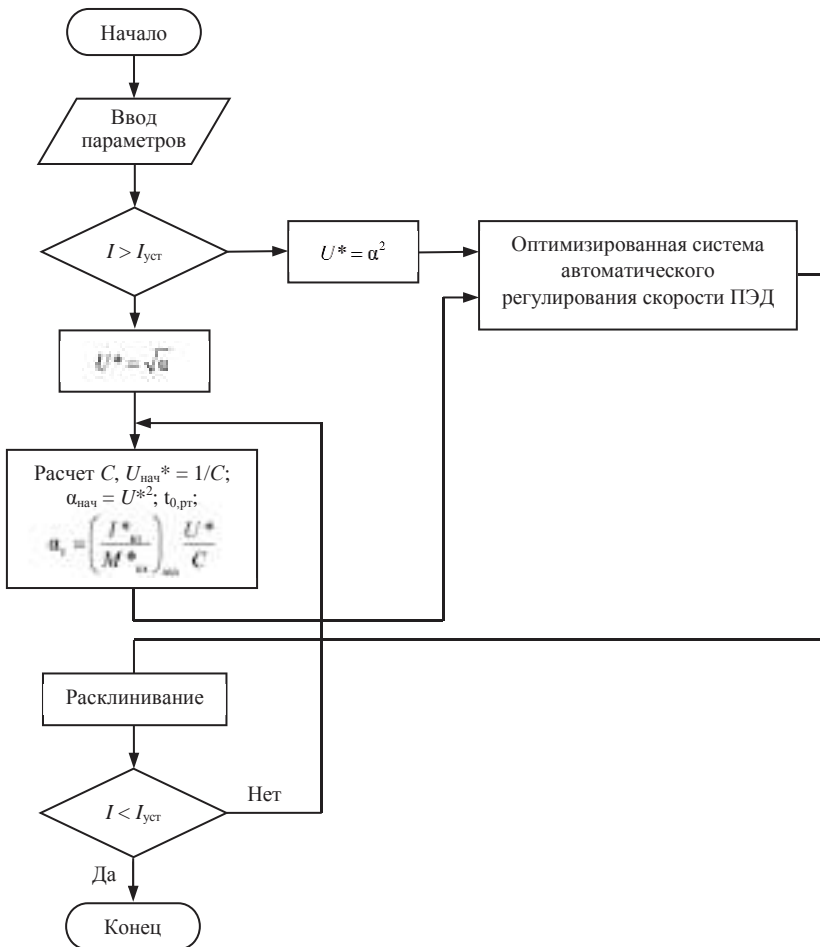 Начало
Ввод
параметров
I > Iуст
U* = α²
Оптимизированная система
автоматического
регулирования скорости ПЭД
U* = √α
Расчет C, Uнач* = 1/C;
αнач = U*²; t0,рт;
= (I* / M*) U* / C
Расклинивание
I < Iуст
Нет
Да
Конец